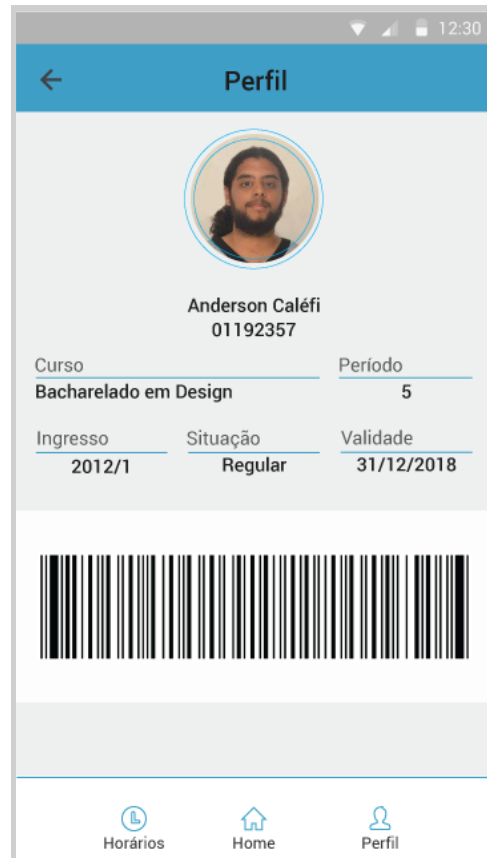 12:30
Perfil
Anderson Caléfi
01192357
Curso Período
Bacharelado em Design 5
Ingresso Situação Validade
2012/1 Regular 31/12/2018
Horários Home Perfil